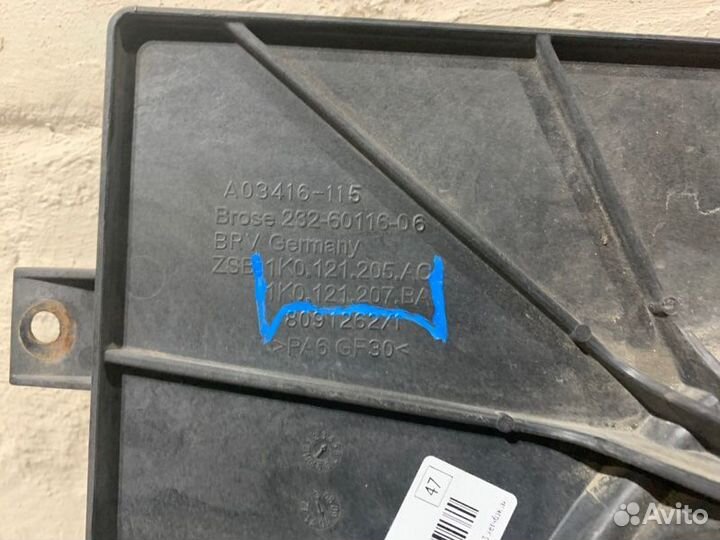 A03416-115
Brose 232-60116-06
BRV Germany
ZSB 1K0.121.205.AC
1K0.121.207.BA
8091262/1
>PA6 GF30<
47
Avito